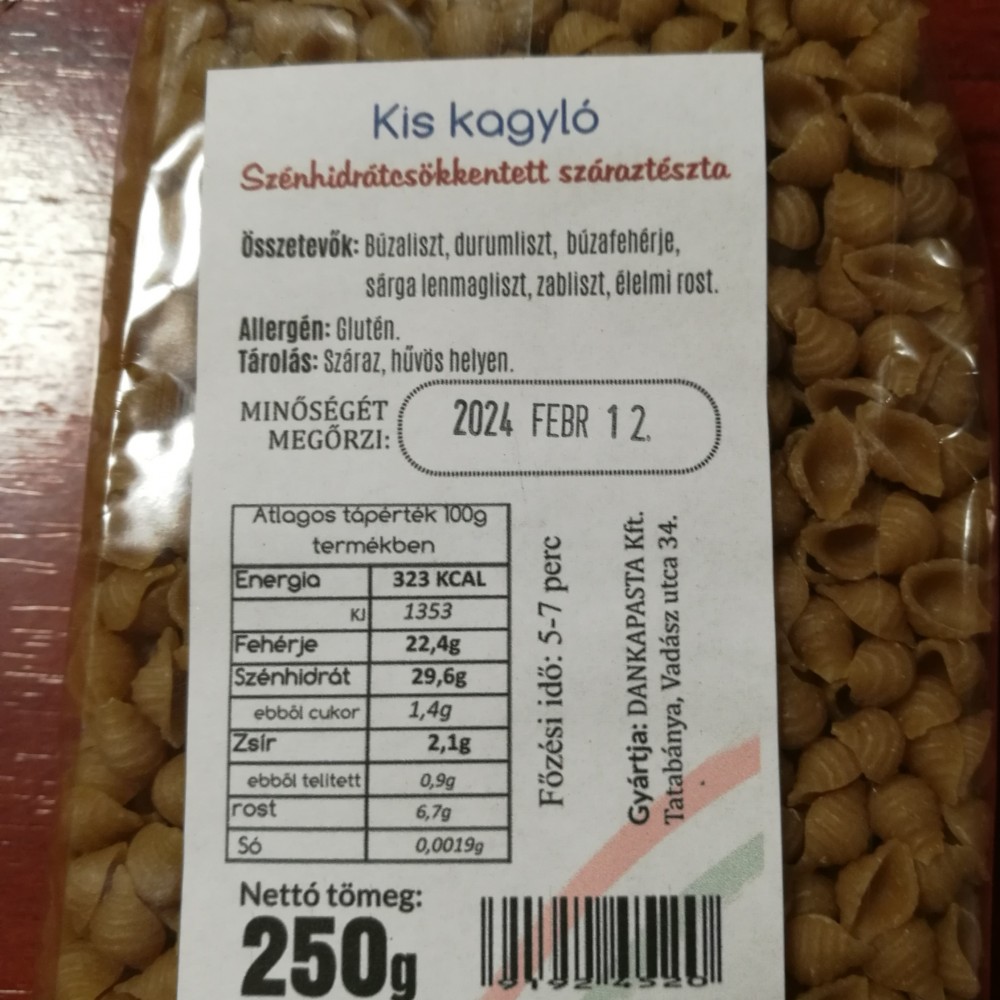 Kis kagyló
Szénhidrátcsökkentett száraztészta
Összetevők: Búzaliszt, durumliszt, búzafehérje,
sárga lenmagliszt, zabliszt, élelmi rost.
Allergén: Glutén.
Tárolás: Száraz, hűvös helyen.
MINŐSÉGÉT
MEGŐRZI:
2024 FEBR 12.
Átlagos tápérték 100g
termékben
Energia 323 KCAL
KJ 1353
Fehérje 22,4g
Szénhidrát 29,6g
ebből cukor 1,4g
Zsír 2,1g
ebből telített 0,9g
rost 6,7g
Só 0,0019g
Főzési idő: 5-7 perc
Gyártja: DANKAPASTA Kft.
Tatabánya, Vadász utca 34.
Nettó tömeg:
250g